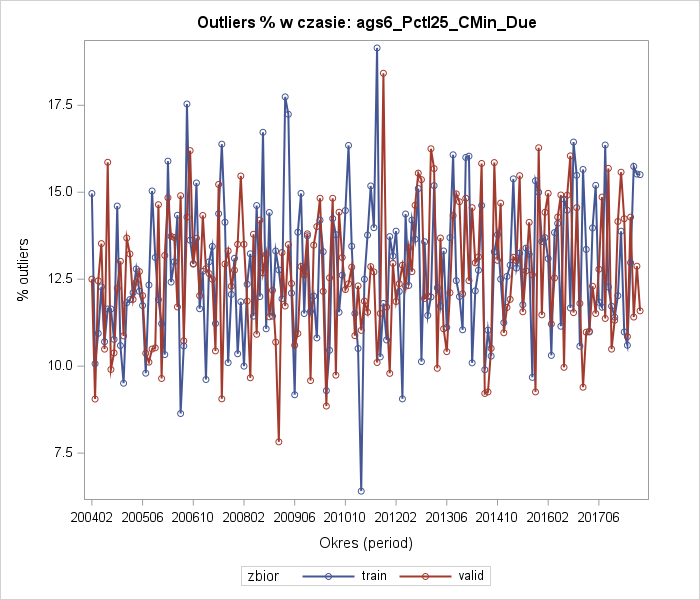 Outliers % w czasie: ags6_Pctl25_CMin_Due
% outliers
17.5
15.0
12.5
10.0
7.5
200402 200506 200610 200802 200906 201010 201202 201306 201410 201602 201706
Okres (period)
zbior train valid